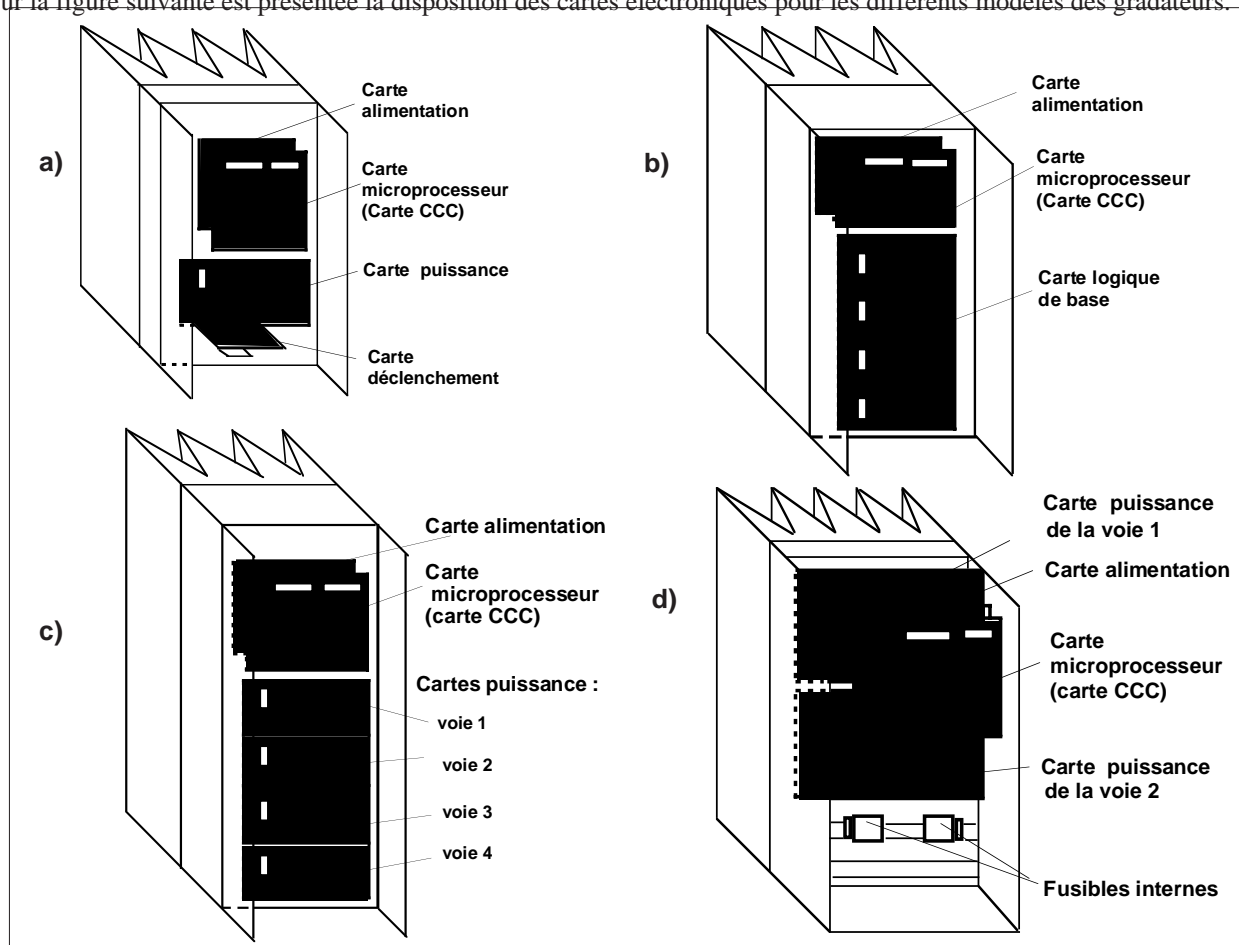 ur la figure suivante est présentée la disposition des cartes électroniques pour les différents modèles des gradateurs.
a)
Carte
alimentation
Carte
microprocesseur
(Carte CCC)
Carte puissance
Carte
déclenchement
b)
Carte
alimentation
Carte
microprocesseur
(Carte CCC)
Carte logique
de base
c)
Carte alimentation
Carte
microprocesseur
(carte CCC)
Cartes puissance :
voie 1
voie 2
voie 3
voie 4
d)
Carte puissance
de la voie 1
Carte alimentation
Carte
microprocesseur
(carte CCC)
Carte puissance
de la voie 2
Fusibles internes